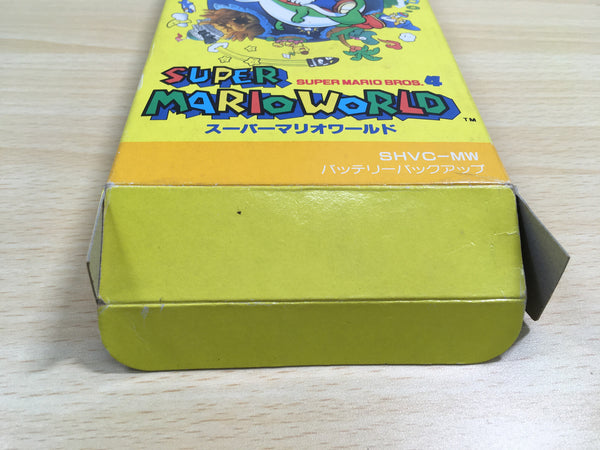 SUPER
SUPER MARIO BROS. 4
MARIO WORLD
TM
スーパーマリオワールド
SHVC-MW
バッテリーバックアップ